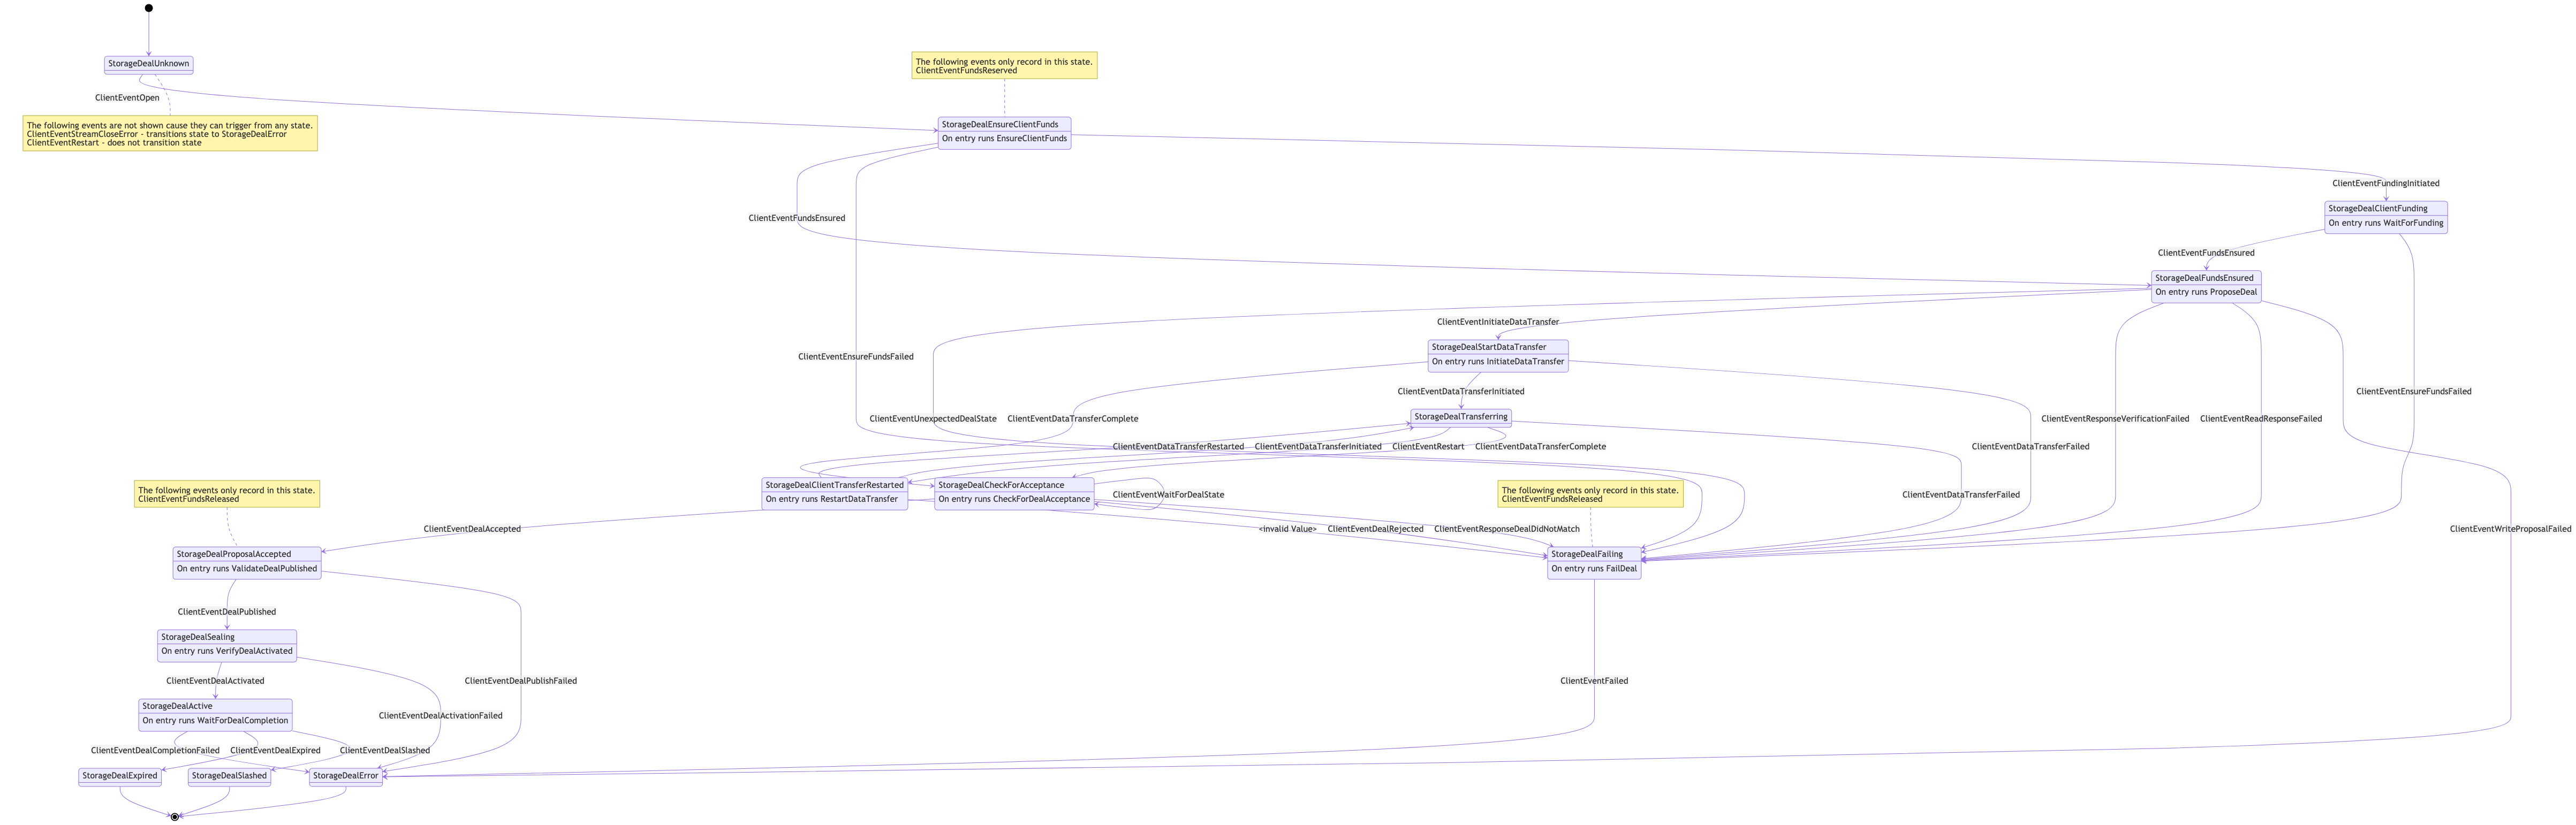 StorageDealUnknown
The following events only record in this state.
ClientEventFundsReserved
ClientEventOpen
The following events are not shown cause they can trigger from any state.
ClientEventStreamCloseError - transitions state to StorageDealError
ClientEventRestart - does not transition state
StorageDealEnsureClientFunds
On entry runs EnsureClientFunds
ClientEventFundingInitiated
StorageDealClientFunding
On entry runs WaitForFunding
ClientEventFundsEnsured
ClientEventFundsEnsured
StorageDealFundsEnsured
On entry runs ProposeDeal
ClientEventInitiateDataTransfer
ClientEventEnsureFundsFailed
StorageDealStartDataTransfer
On entry runs InitiateDataTransfer
ClientEventDataTransferInitiated
ClientEventEnsureFundsFailed
StorageDealTransferring
ClientEventUnexpectedDealState
ClientEventDataTransferComplete
ClientEventResponseVerificationFailed
ClientEventReadResponseFailed
ClientEventDataTransferRestarted
ClientEventDataTransferInitiated
ClientEventRestart
ClientEventDataTransferComplete
ClientEventDataTransferFailed
StorageDealClientTransferRestarted
On entry runs RestartDataTransfer
StorageDealCheckForAcceptance
On entry runs CheckForDealAcceptance
ClientEventWaitForDealState
The following events only record in this state.
ClientEventFundsReleased
The following events only record in this state.
ClientEventFundsReleased
ClientEventDataTransferFailed
ClientEventDealAccepted
<invalid Value>
ClientEventDealRejected
ClientEventResponseDealDidNotMatch
ClientEventWriteProposalFailed
StorageDealProposalAccepted
On entry runs ValidateDealPublished
StorageDealFailing
On entry runs FailDeal
ClientEventDealPublished
StorageDealSealing
On entry runs VerifyDealActivated
ClientEventDealActivated
ClientEventDealPublishFailed
ClientEventFailed
StorageDealActive
On entry runs WaitForDealCompletion
ClientEventDealActivationFailed
ClientEventDealCompletionFailed
ClientEventDealExpired
ClientEventDealSlashed
StorageDealExpired
StorageDealSlashed
StorageDealError